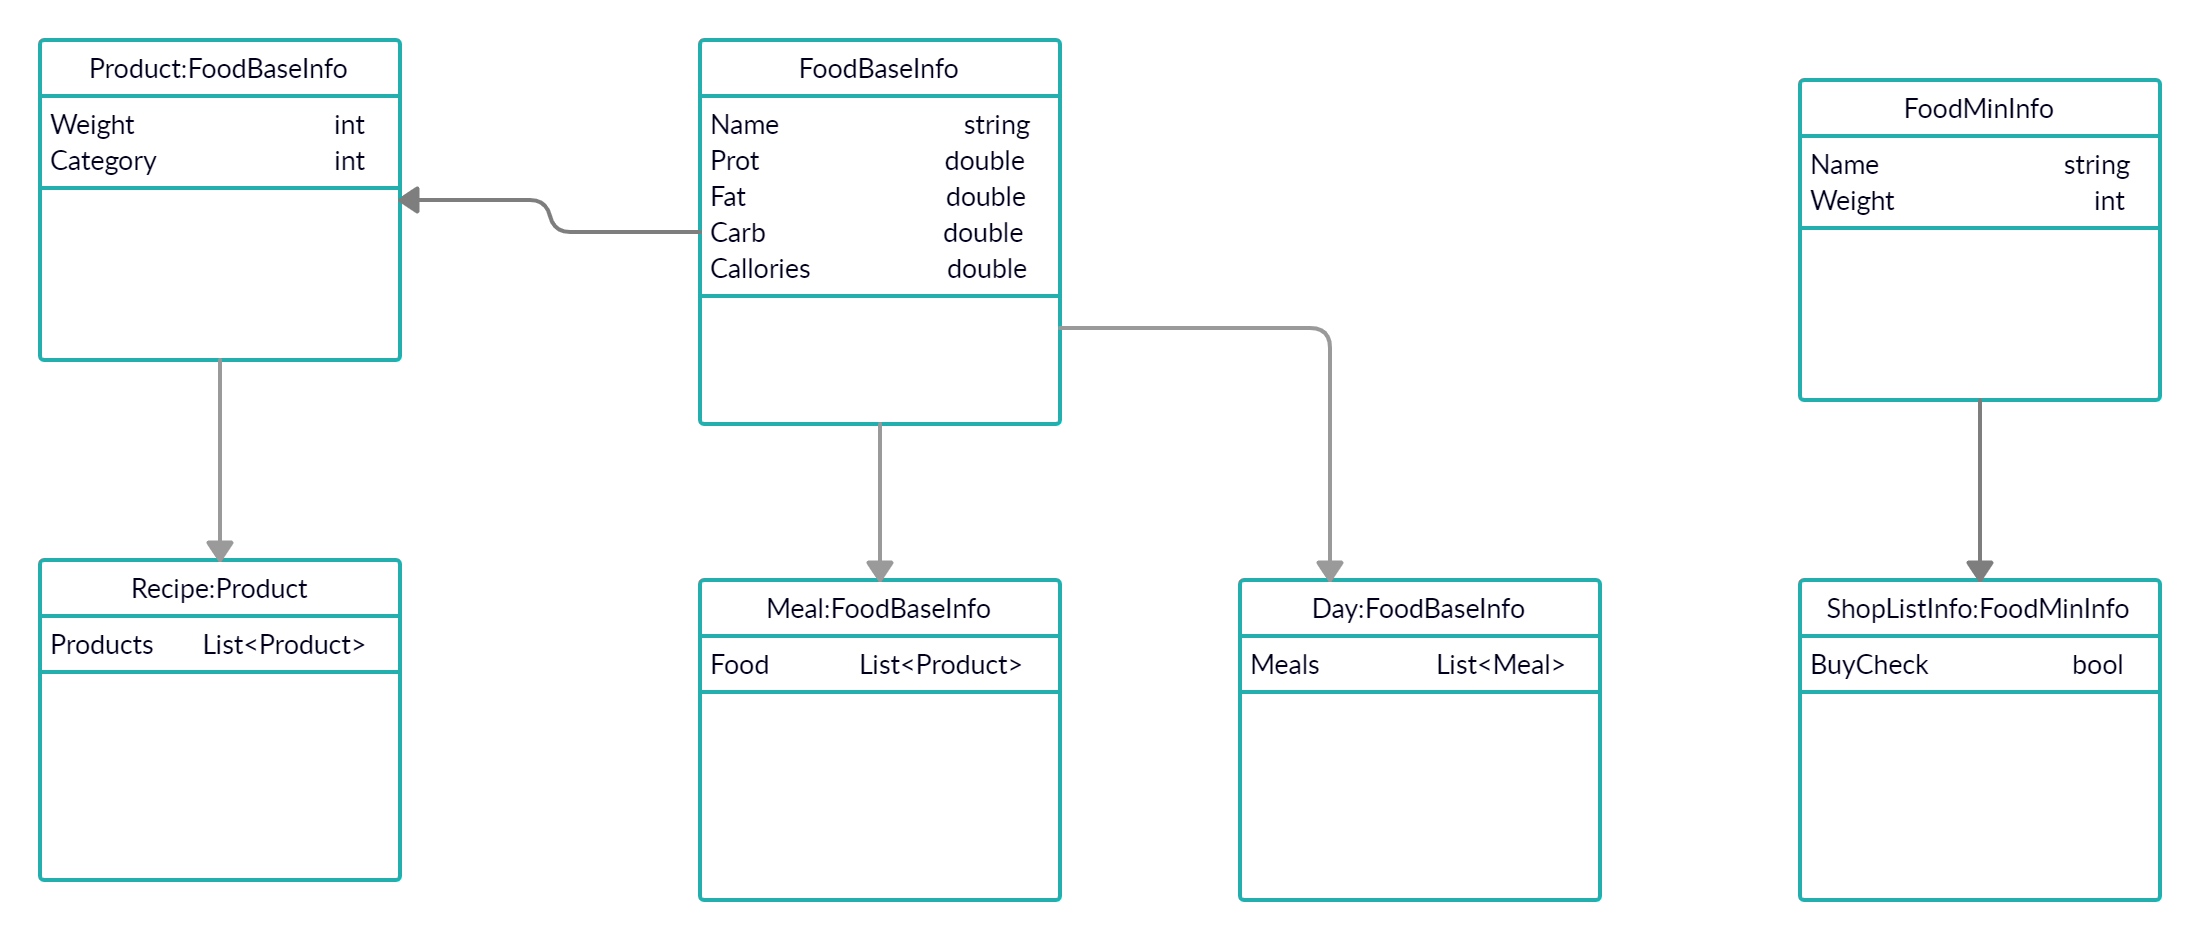 Product:FoodBaseInfo
Weight int
Category int
FoodBaseInfo
Name string
Prot double
Fat double
Carb double
Callories double
FoodMinInfo
Name string
Weight int
Recipe:Product
Products List<Product>
Meal:FoodBaseInfo
Food List<Product>
Day:FoodBaseInfo
Meals List<Meal>
ShopListInfo:FoodMinInfo
BuyCheck bool